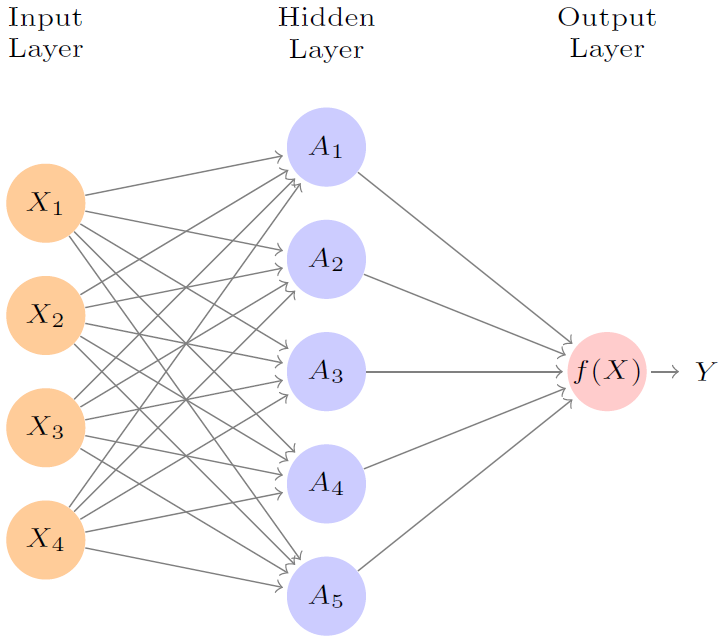 Input
Layer
Hidden
Layer
Output
Layer
X₁
X₂
X₃
X₄
A₁
A₂
A₃
A₄
A₅
f(X)
Y